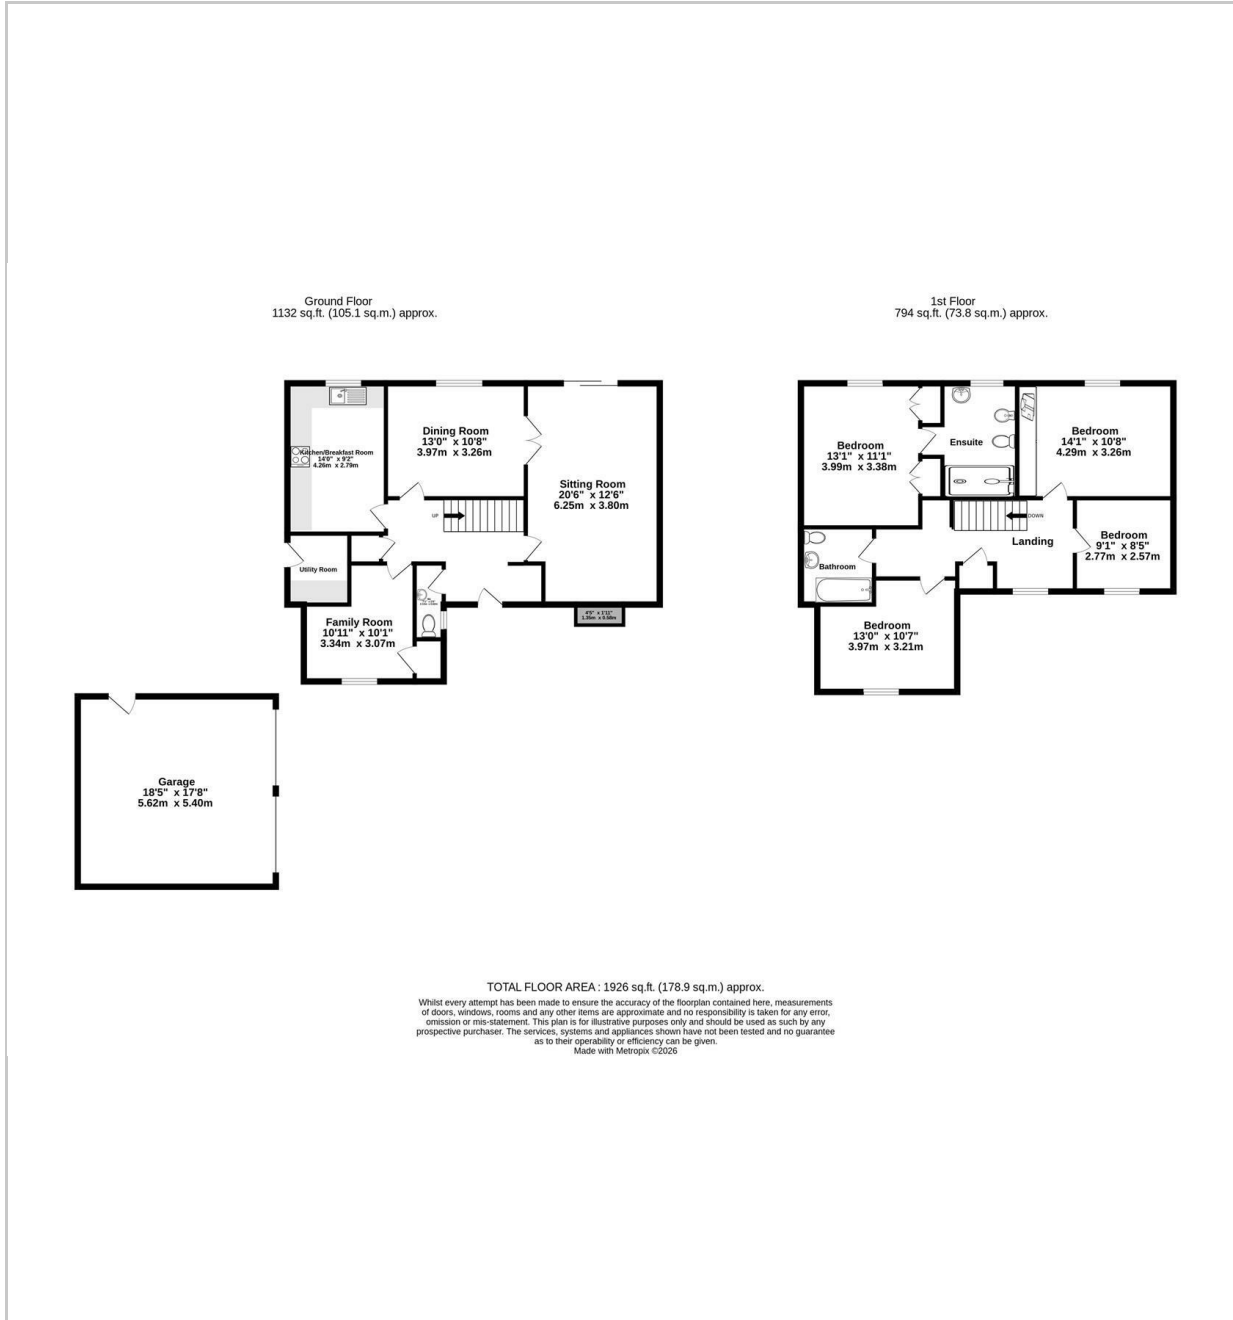 Ground Floor
1132 sq.ft. (105.1 sq.m.) approx.
1st Floor
794 sq.ft. (73.8 sq.m.) approx.
Kitchen/Breakfast Room
14'0" x 9'2"
4.26m x 2.79m
Dining Room
13'0" x 10'8"
3.97m x 3.26m
Sitting Room
20'6" x 12'6"
6.25m x 3.80m
UP
Utility Room
Family Room
10'11" x 10'1"
3.34m x 3.07m
4'5" x 1'11"
1.35m x 0.58m
Bedroom
13'1" x 11'1"
3.99m x 3.38m
Ensuite
Bedroom
14'1" x 10'8"
4.29m x 3.26m
DOWN
Landing
Bedroom
9'1" x 8'5"
2.77m x 2.57m
Bathroom
Bedroom
13'0" x 10'7"
3.97m x 3.21m
Garage
18'5" x 17'8"
5.62m x 5.40m
TOTAL FLOOR AREA : 1926 sq.ft. (178.9 sq.m.) approx.
Whilst every attempt has been made to ensure the accuracy of the floorplan contained here, measurements
of doors, windows, rooms and any other items are approximate and no responsibility is taken for any error,
omission or mis-statement. This plan is for illustrative purposes only and should be used as such by any
prospective purchaser. The services, systems and appliances shown have not been tested and no guarantee
as to their operability or efficiency can be given.
Made with Metropix ©2026